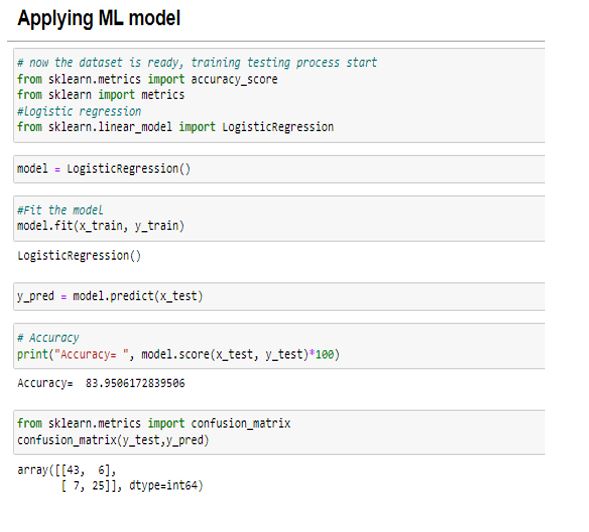 Applying ML model
# now the dataset is ready, training testing process start
from sklearn.metrics import accuracy_score
from sklearn import metrics
#Logistic regression
from sklearn.linear_model import LogisticRegression
model = LogisticRegression()
#Fit the model
model.fit(x_train, y_train)
LogisticRegression()
y_pred = model.predict(x_test)
# Accuracy
print("Accuracy= ", model.score(x_test, y_test)*100)
Accuracy=  83.9506172839506
from sklearn.metrics import confusion_matrix
confusion_matrix(y_test,y_pred)
array([[43,  6],
       [ 7, 25]], dtype=int64)